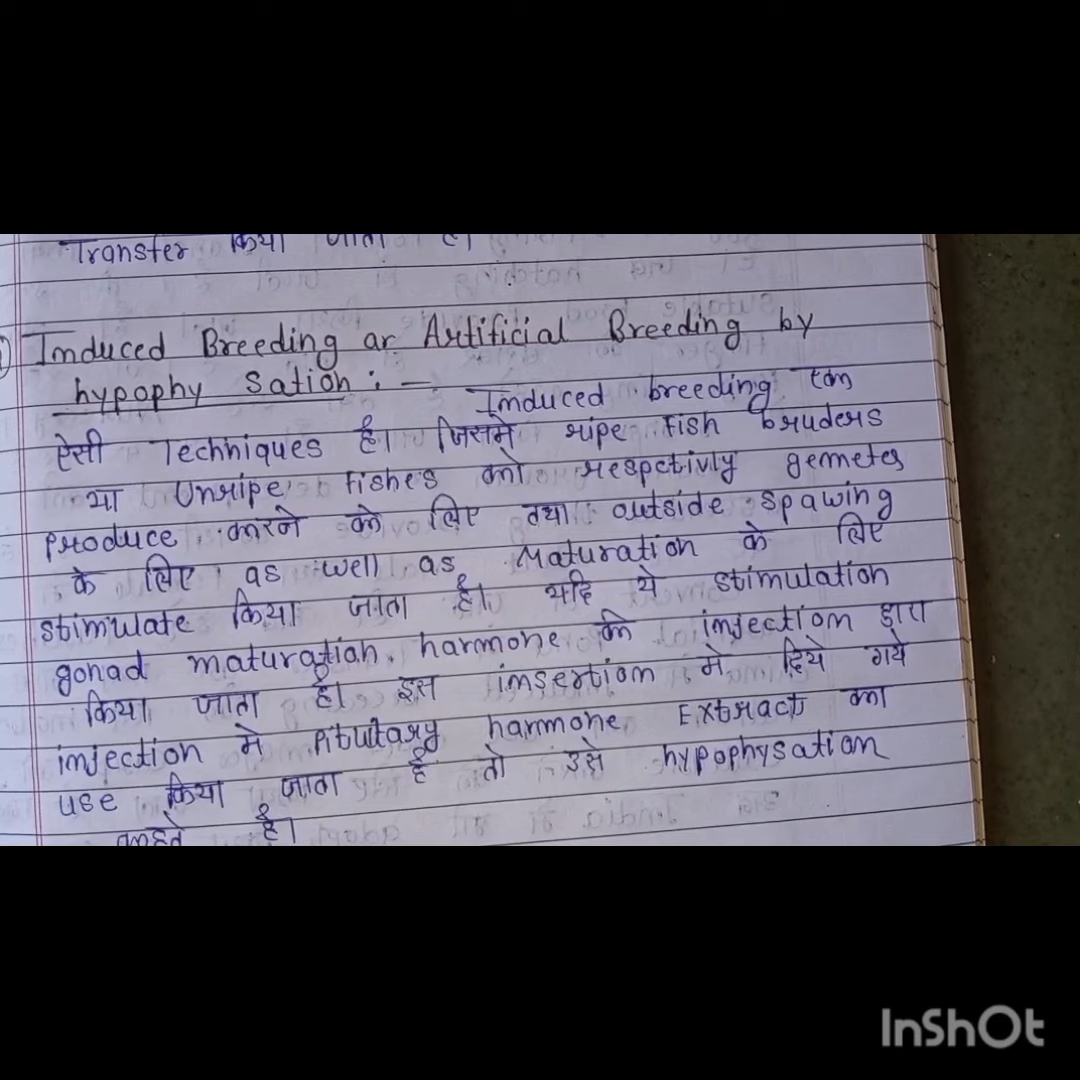 Transfer किया जाता है।
Induced Breeding or Artificial Breeding by
hypophy sation : —
Induced breeding एक
ऐसी Techniques है। जिसमे ripe fish bruders
या Unripe fishes को respctivly gemetes
produce करने के लिए तथा outside spawing
के लिए as well as Maturation के लिए
stimulate किया जाता है। यदि ये stimulation
gonad maturation harmone की injection द्वारा
किया जाता है। इस insertion मे दिये गये
injection मे Pitutary harmone Extract का
use किया जाता है तो उसे hypophysation
कहते है।
InShOt